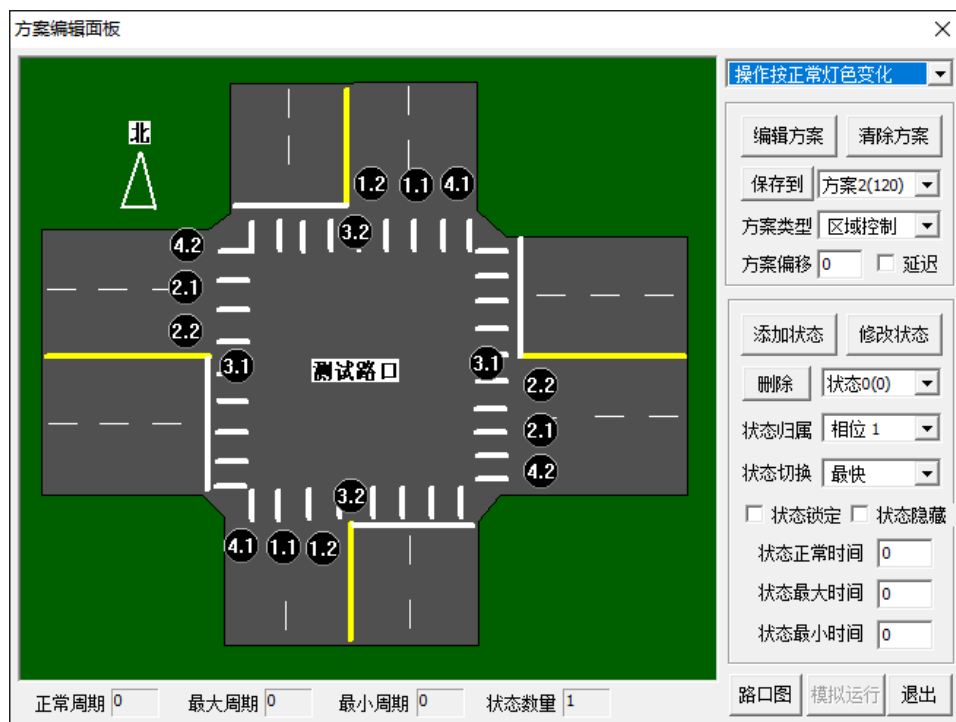 方案编辑面板
操作按正常灯色变化
北
1.2 1.1 4.1
3.2
4.2
2.1
2.2
3.1
测试路口
3.1
2.2
2.1
4.2
3.2
4.1 1.1 1.2
编辑方案 清除方案
保存到 方案2(120)
方案类型 区域控制
方案偏移 0 延迟
添加状态 修改状态
删除 状态0(0)
状态归属 相位 1
状态切换 最快
状态锁定 状态隐藏
状态正常时间 0
状态最大时间 0
状态最小时间 0
正常周期 0 最大周期 0 最小周期 0 状态数量 1
路口图 模拟运行 退出